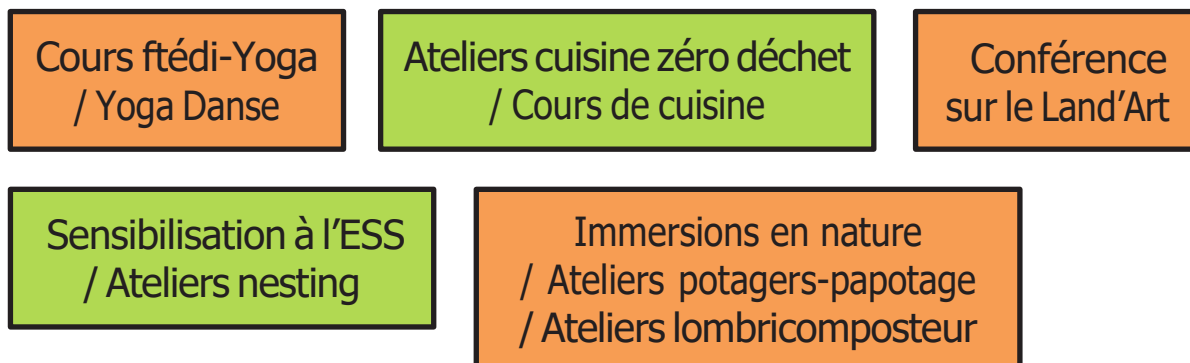 Cours ftédi-Yoga
/ Yoga Danse
Ateliers cuisine zéro déchet
/ Cours de cuisine
Conférence
sur le Land’Art
Sensibilisation à l’ESS
/ Ateliers nesting
Immersions en nature
/ Ateliers potagers-papotage
/ Ateliers lombricomposteur